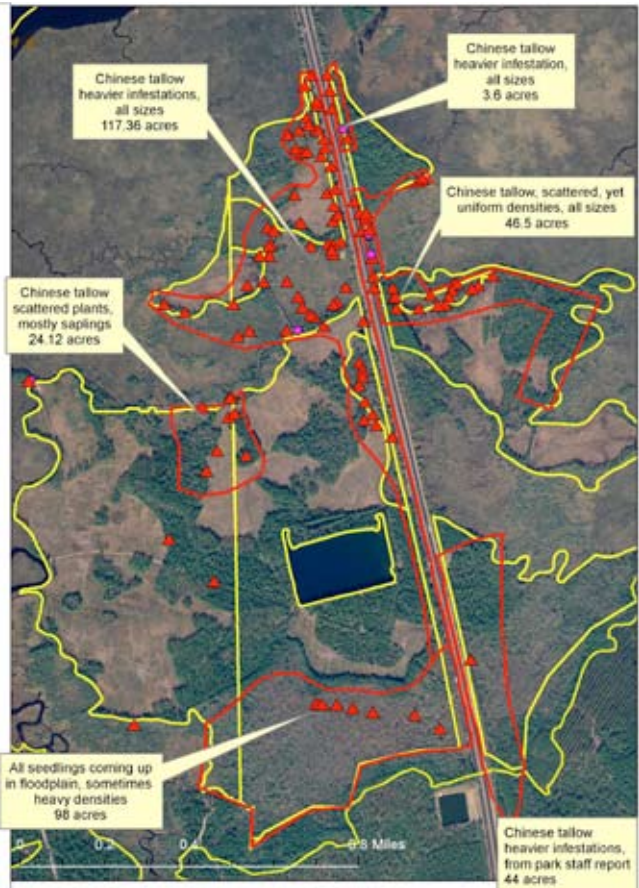 Chinese tallow
heavier infestation,
all sizes
3.6 acres
Chinese tallow
heavier infestations,
all sizes
117.36 acres
Chinese tallow, scattered, yet
uniform densities, all sizes
46.5 acres
Chinese tallow
scattered plants,
mostly saplings
24.12 acres
All seedlings coming up
in floodplain, sometimes
heavy densities
98 acres
Chinese tallow
heavier infestations,
from park staff report
44 acres
0 0.2 0.4 0.8 Miles